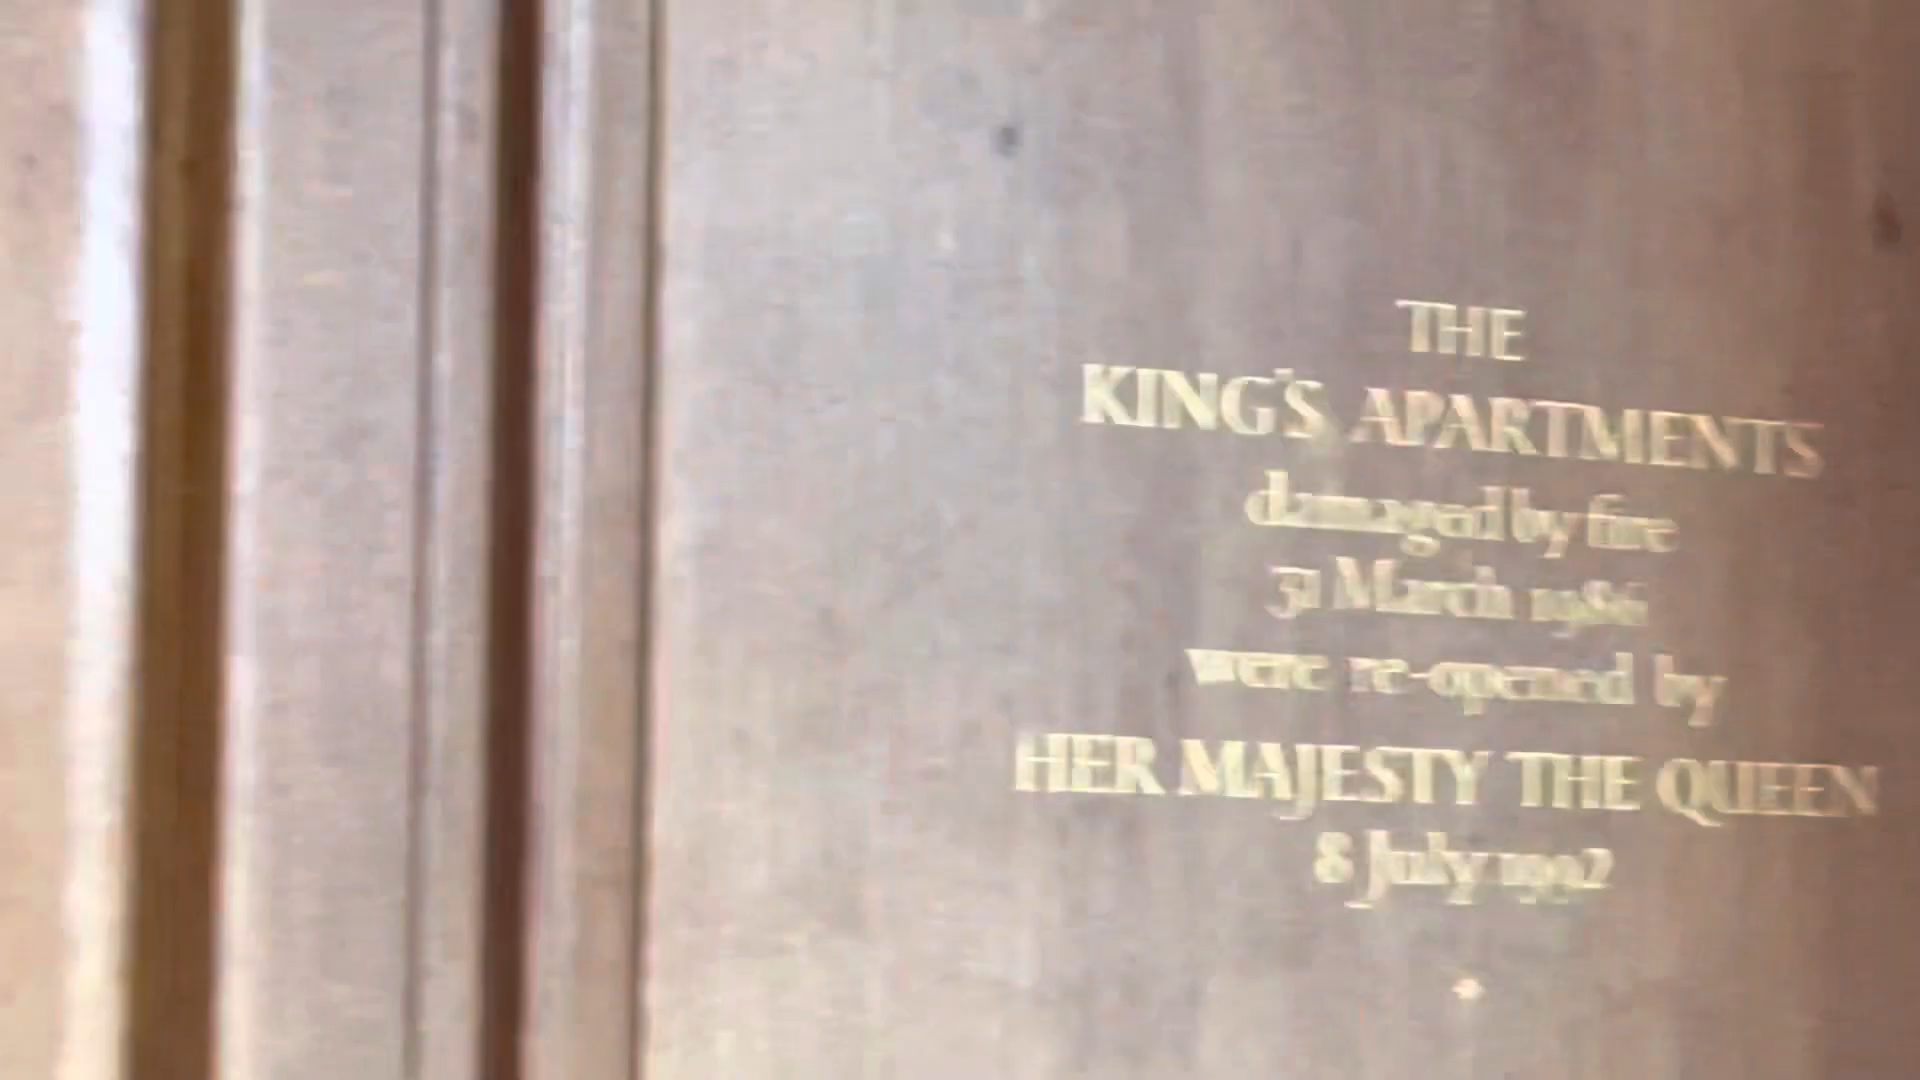 THE
KING'S APARTMENTS
damaged by fire
31 March 1986
were re-opened by
HER MAJESTY THE QUEEN
8 July 1992